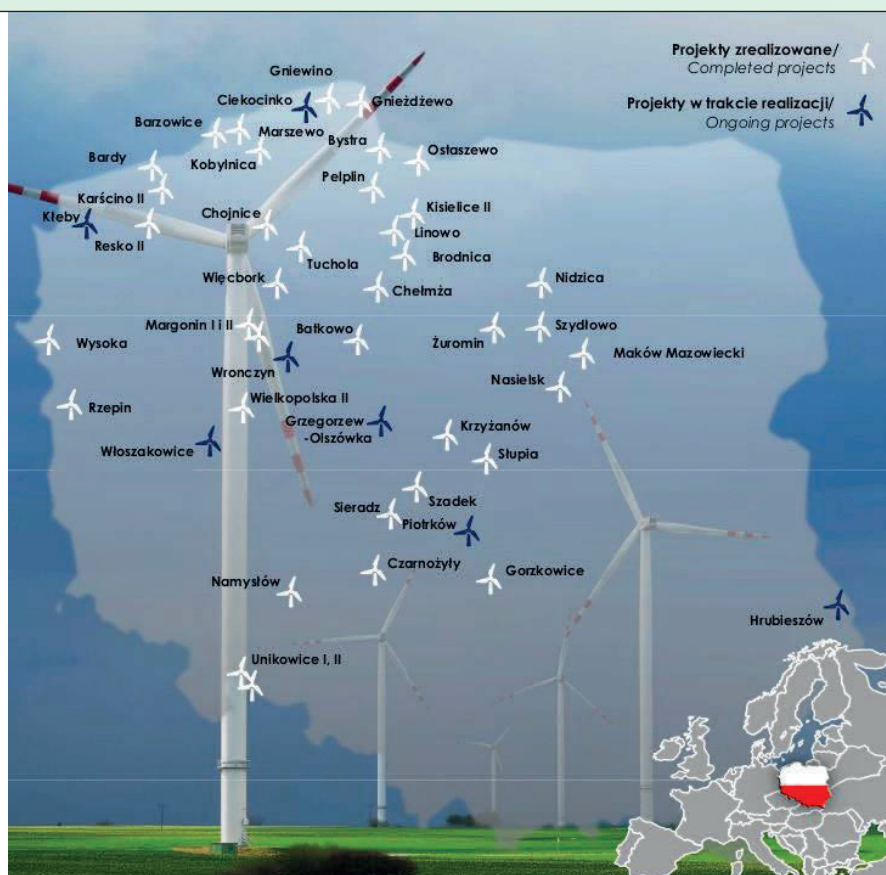 Projekty zrealizowane/
Completed projects
Projekty w trakcie realizacji/
Ongoing projects
Gniewino
Ciekocinko
Gnieżdżewo
Barzowice
Marszewo
Bystra
Ostaszewo
Kobylnica
Bardy
Pelplin
Karścino II
Kisielice II
Kłeby
Chojnice
Linowo
Resko II
Brodnica
Tuchola
Więcbork
Chełmża
Nidzica
Margonin I i II
Bałkowo
Żuromin
Szydłowo
Wysoka
Maków Mazowiecki
Wronczyn
Nasielsk
Rzepin
Wielkopolska II
Grzegorzew
-Olszówka
Krzyżanów
Włoszakowice
Słupia
Szadek
Sieradz
Piotrków
Czarnożyły
Gorzkowice
Namysłów
Hrubieszów
Unikowice I, II